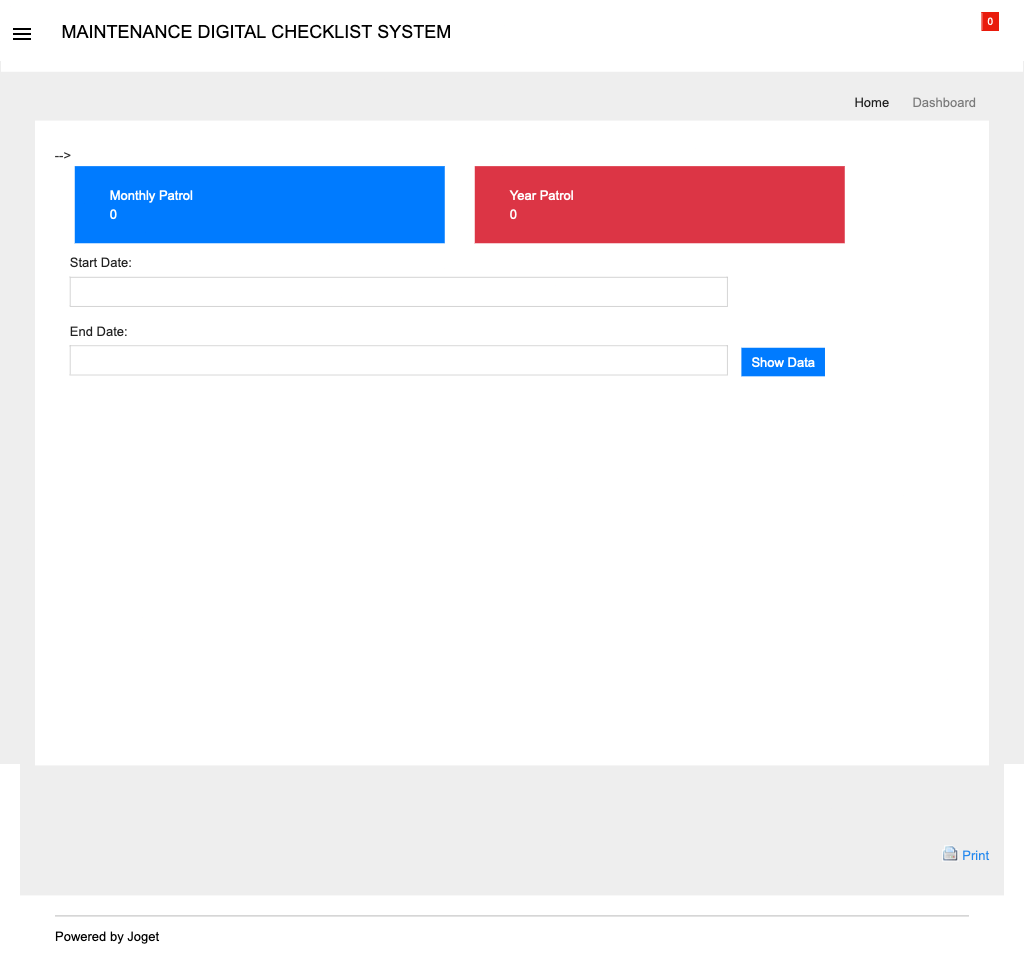 MAINTENANCE DIGITAL CHECKLIST SYSTEM
0
Home Dashboard
-->
Monthly Patrol
0
Year Patrol
0
Start Date:
End Date:
Show Data
Print
Powered by Joget